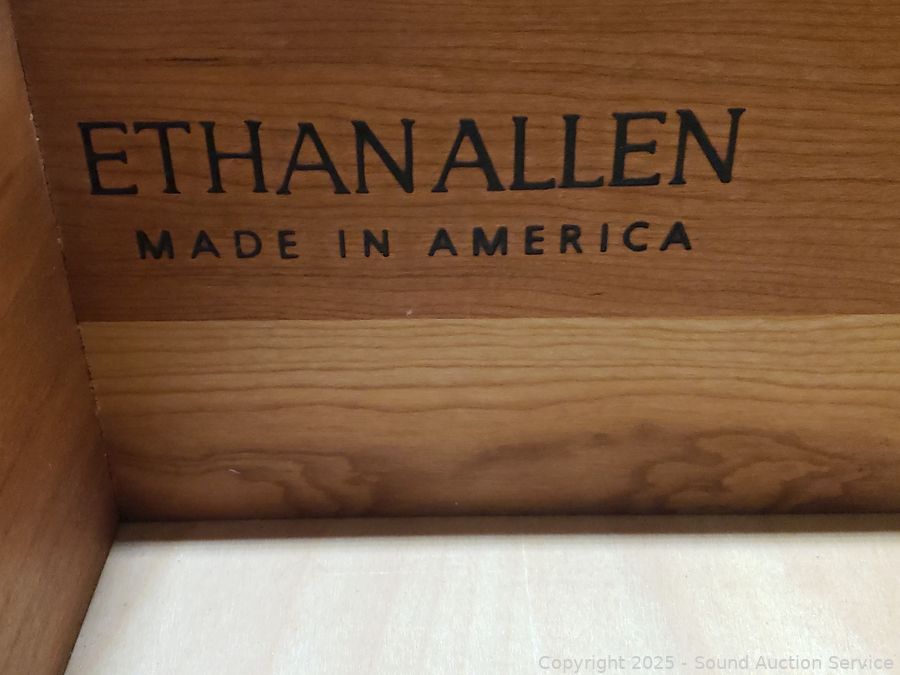 ETHAN ALLEN
MADE IN AMERICA
Copyright 2025 - Sound Auction Service